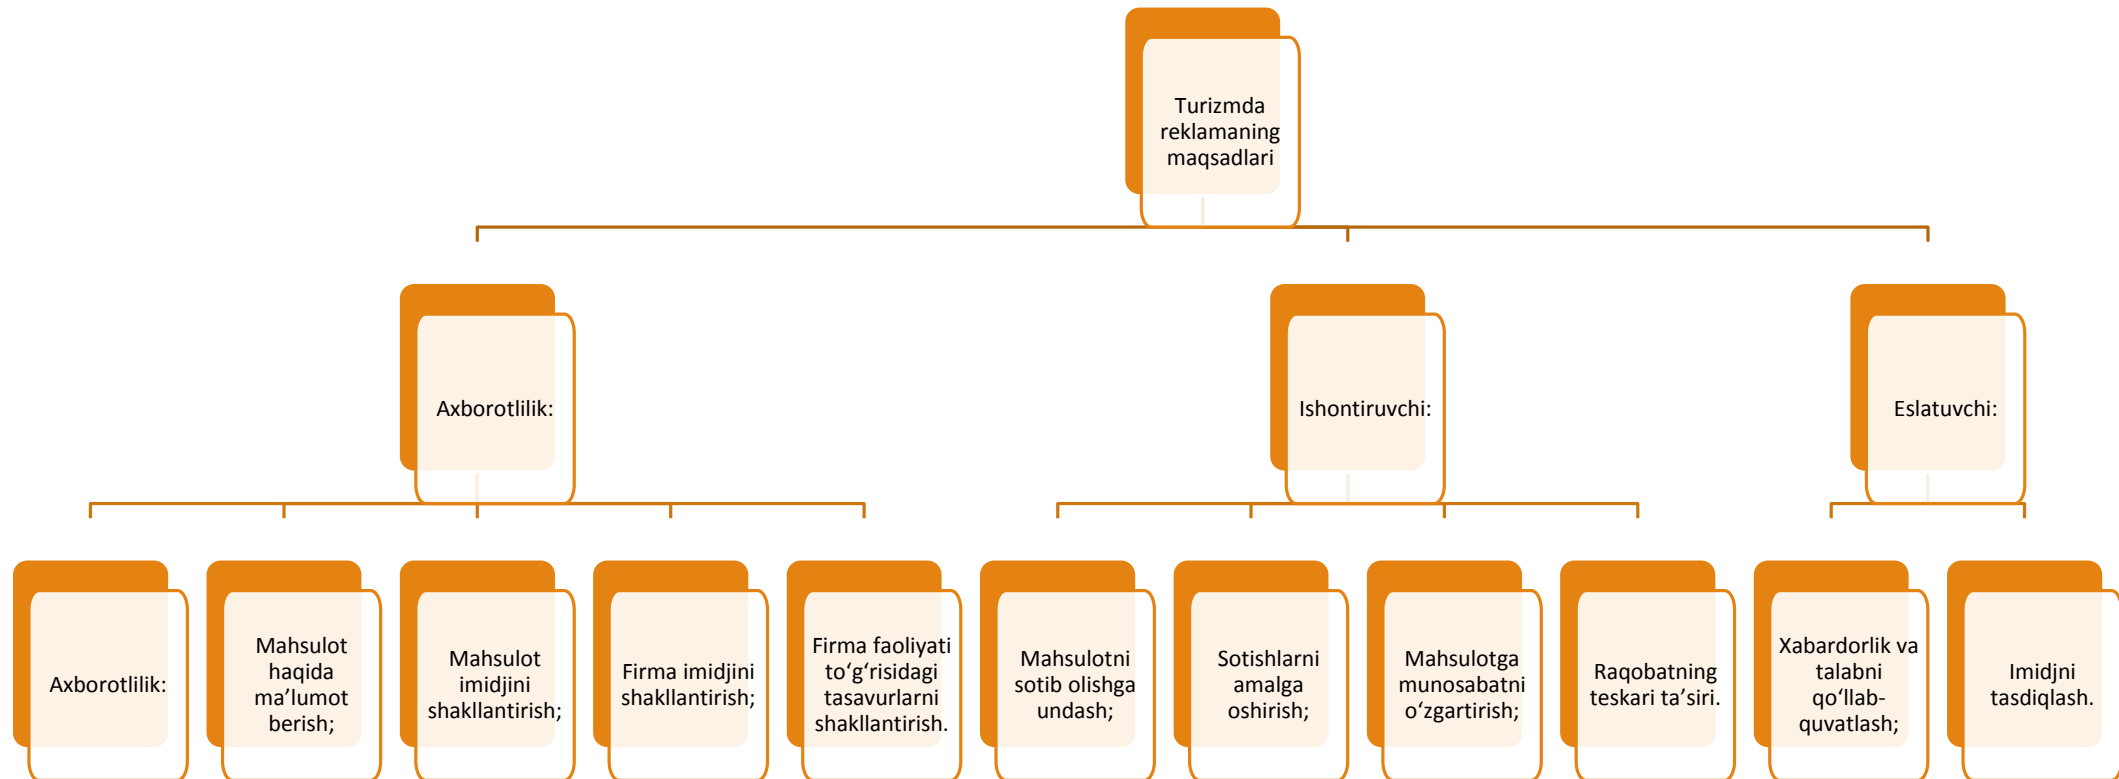 Turizmda
reklamaning
maqsadlari
Axborotlilik:
Ishontiruvchi:
Eslatuvchi:
Axborotlilik:
Mahsulot
haqida
ma’lumot
berish;
Mahsulot
imidjini
shakllantirish;
Firma imidjini
shakllantirish;
Firma faoliyati
to‘g‘risidagi
tasavurlarni
shakllantirish.
Mahsulotni
sotib olishga
undash;
Sotishlarni
amalga
oshirish;
Mahsulotga
munosabatni
o‘zgartirish;
Raqobatning
teskari ta’siri.
Xabardorlik va
talabni
qo‘llab-
quvatlash;
Imidjni
tasdiqlash.